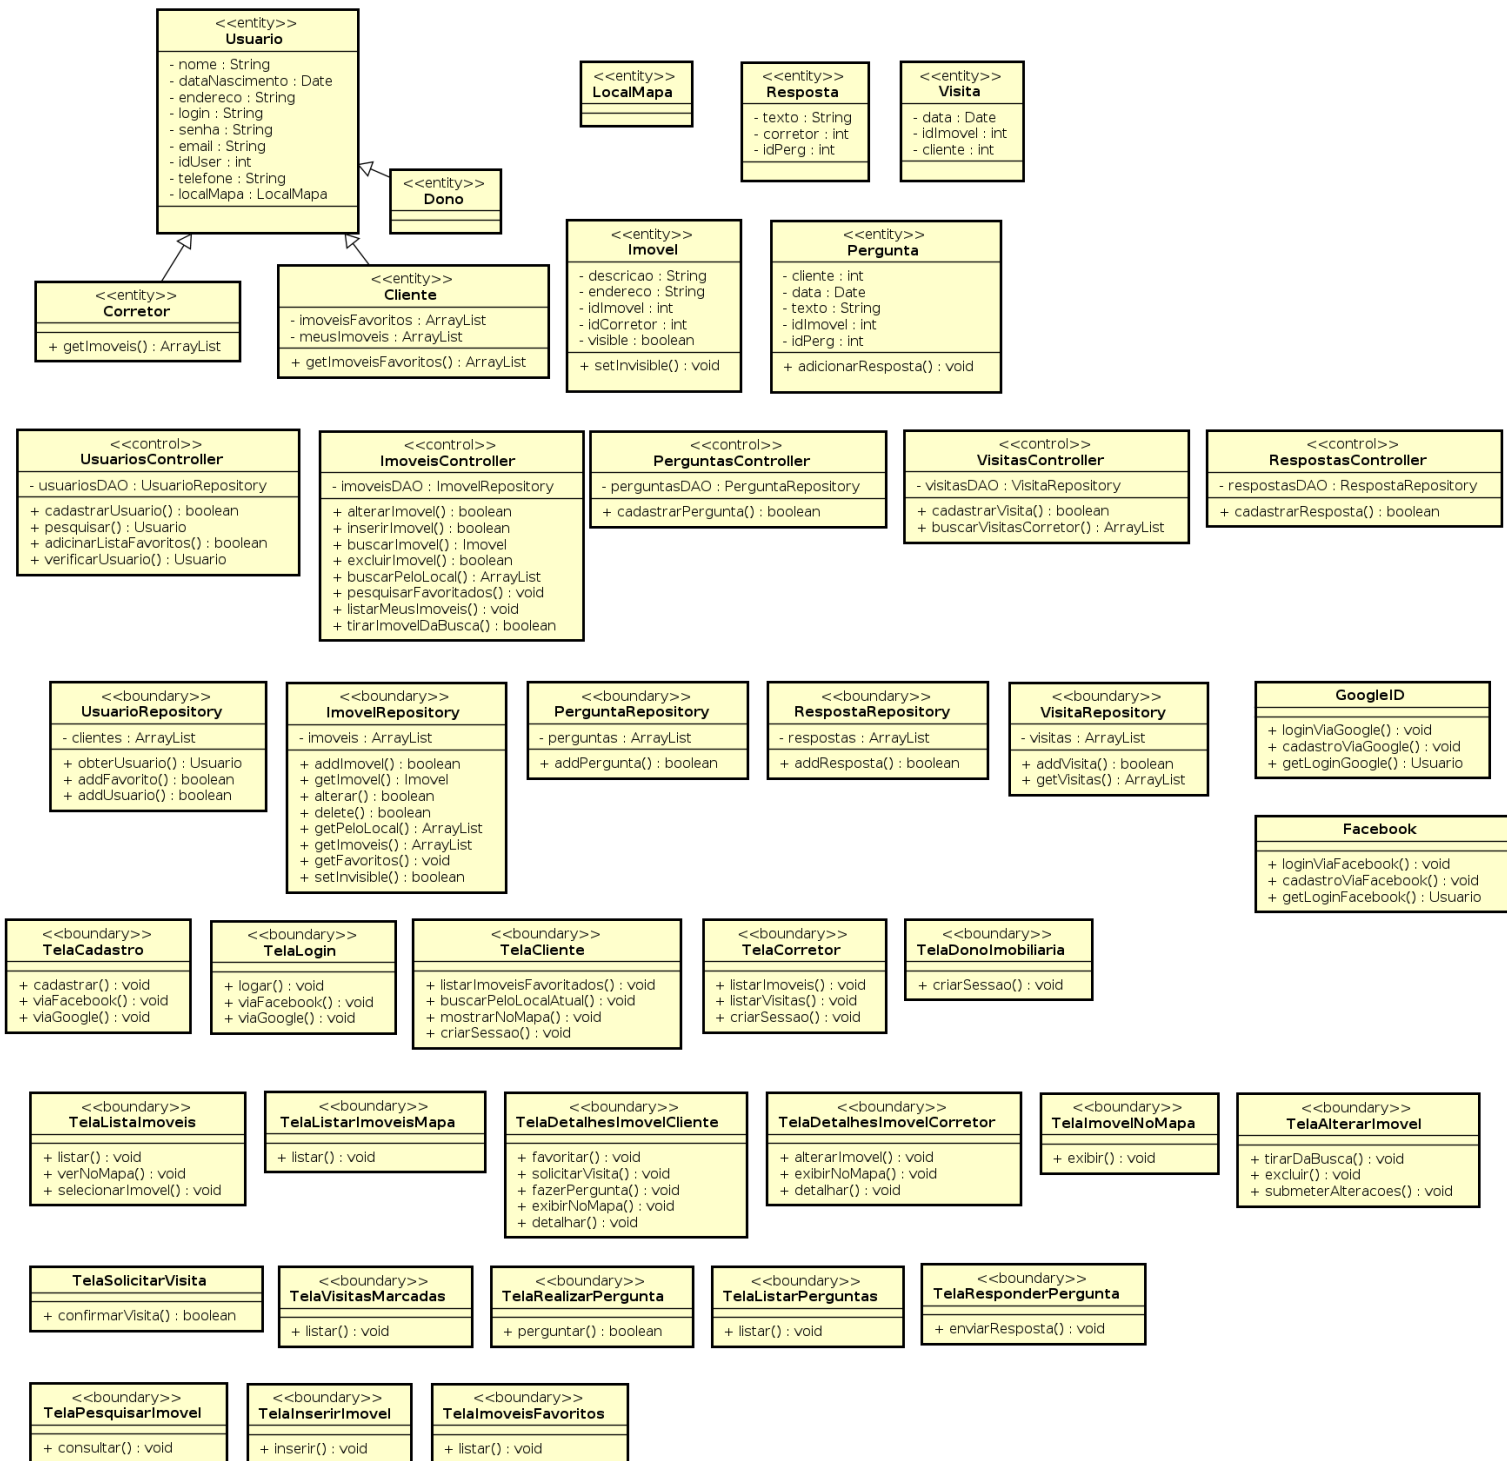 <<entity>>
Usuario
- nome : String
- dataNascimento : Date
- endereco : String
- login : String
- senha : String
- email : String
- idUser : int
- telefone : String
- localMapa : LocalMapa
<<entity>>
LocalMapa
<<entity>>
Resposta
- texto : String
- corretor : int
- idPerg : int
<<entity>>
Visita
- data : Date
- idImovel : int
- cliente : int
<<entity>>
Dono
<<entity>>
Corretor
+ getImoveis() : ArrayList
<<entity>>
Cliente
- imoveisFavoritos : ArrayList
- meusImoveis : ArrayList
+ getImoveisFavoritos() : ArrayList
<<entity>>
Imovel
- descricao : String
- endereco : String
- idImovel : int
- idCorretor : int
- visible : boolean
+ setInvisible() : void
<<entity>>
Pergunta
- cliente : int
- data : Date
- texto : String
- idImovel : int
- idPerg : int
+ adicionarResposta() : void
<<control>>
UsuariosController
- usuariosDAO : UsuarioRepository
+ cadastrarUsuario() : boolean
+ pesquisar() : Usuario
+ adicinarListaFavoritos() : boolean
+ verificarUsuario() : Usuario
<<control>>
ImoveisController
- imoveisDAO : ImovelRepository
+ alterarImovel() : boolean
+ inserirImovel() : boolean
+ buscarImovel() : Imovel
+ excluirImovel() : boolean
+ buscarPeloLocal() : ArrayList
+ pesquisarFavoritados() : void
+ listarMeusImoveis() : void
+ tirarImovelDaBusca() : boolean
<<control>>
PerguntasController
- perguntasDAO : PerguntaRepository
+ cadastrarPergunta() : boolean
<<control>>
VisitasController
- visitasDAO : VisitaRepository
+ cadastrarVisita() : boolean
+ buscarVisitasCorretor() : ArrayList
<<control>>
RespostasController
- respostasDAO : RespostaRepository
+ cadastrarResposta() : boolean
<<boundary>>
UsuarioRepository
- clientes : ArrayList
+ obterUsuario() : Usuario
+ addFavorito() : boolean
+ addUsuario() : boolean
<<boundary>>
ImovelRepository
- imoveis : ArrayList
+ addImovel() : boolean
+ getImovel() : Imovel
+ alterar() : boolean
+ delete() : boolean
+ getPeloLocal() : ArrayList
+ getImoveis() : ArrayList
+ getFavoritos() : void
+ setInvisible() : boolean
<<boundary>>
PerguntaRepository
- perguntas : ArrayList
+ addPergunta() : boolean
<<boundary>>
RespostaRepository
- respostas : ArrayList
+ addResposta() : boolean
<<boundary>>
VisitaRepository
- visitas : ArrayList
+ addVisita() : boolean
+ getVisitas() : ArrayList
GoogleID
+ loginViaGoogle() : void
+ cadastroViaGoogle() : void
+ getLoginGoogle() : Usuario
Facebook
+ loginViaFacebook() : void
+ cadastroViaFacebook() : void
+ getLoginFacebook() : Usuario
<<boundary>>
TelaCadastro
+ cadastrar() : void
+ viaFacebook() : void
+ viaGoogle() : void
<<boundary>>
TelaLogin
+ logar() : void
+ viaFacebook() : void
+ viaGoogle() : void
<<boundary>>
TelaCliente
+ listarImoveisFavoritados() : void
+ buscarPeloLocalAtual() : void
+ mostrarNoMapa() : void
+ criarSessao() : void
<<boundary>>
TelaCorretor
+ listarImoveis() : void
+ listarVisitas() : void
+ criarSessao() : void
<<boundary>>
TelaDonoImobiliaria
+ criarSessao() : void
<<boundary>>
TelaListaImoveis
+ listar() : void
+ verNoMapa() : void
+ selecionarImovel() : void
<<boundary>>
TelaListarImoveisMapa
+ listar() : void
<<boundary>>
TelaDetalhesImovelCliente
+ favoritar() : void
+ solicitarVisita() : void
+ fazerPergunta() : void
+ exibirNoMapa() : void
+ detalhar() : void
<<boundary>>
TelaDetalhesImovelCorretor
+ alterarImovel() : void
+ exibirNoMapa() : void
+ detalhar() : void
<<boundary>>
TelaImovelNoMapa
+ exibir() : void
<<boundary>>
TelaAlterarImovel
+ tirarDaBusca() : void
+ excluir() : void
+ submeterAlteracoes() : void
TelaSolicitarVisita
+ confirmarVisita() : boolean
<<boundary>>
TelaVisitasMarcadas
+ listar() : void
<<boundary>>
TelaRealizarPergunta
+ perguntar() : boolean
<<boundary>>
TelaListarPerguntas
+ listar() : void
<<boundary>>
TelaResponderPergunta
+ enviarResposta() : void
<<boundary>>
TelaPesquisarImovel
+ consultar() : void
<<boundary>>
TelaInserirImovel
+ inserir() : void
<<boundary>>
TelaImoveisFavoritos
+ listar() : void